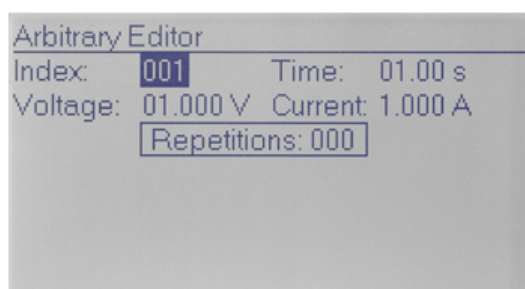 Arbitrary Editor
Index: 001 Time: 01.00 s
Voltage: 01.000 V Current: 1.000 A
Repetitions: 000